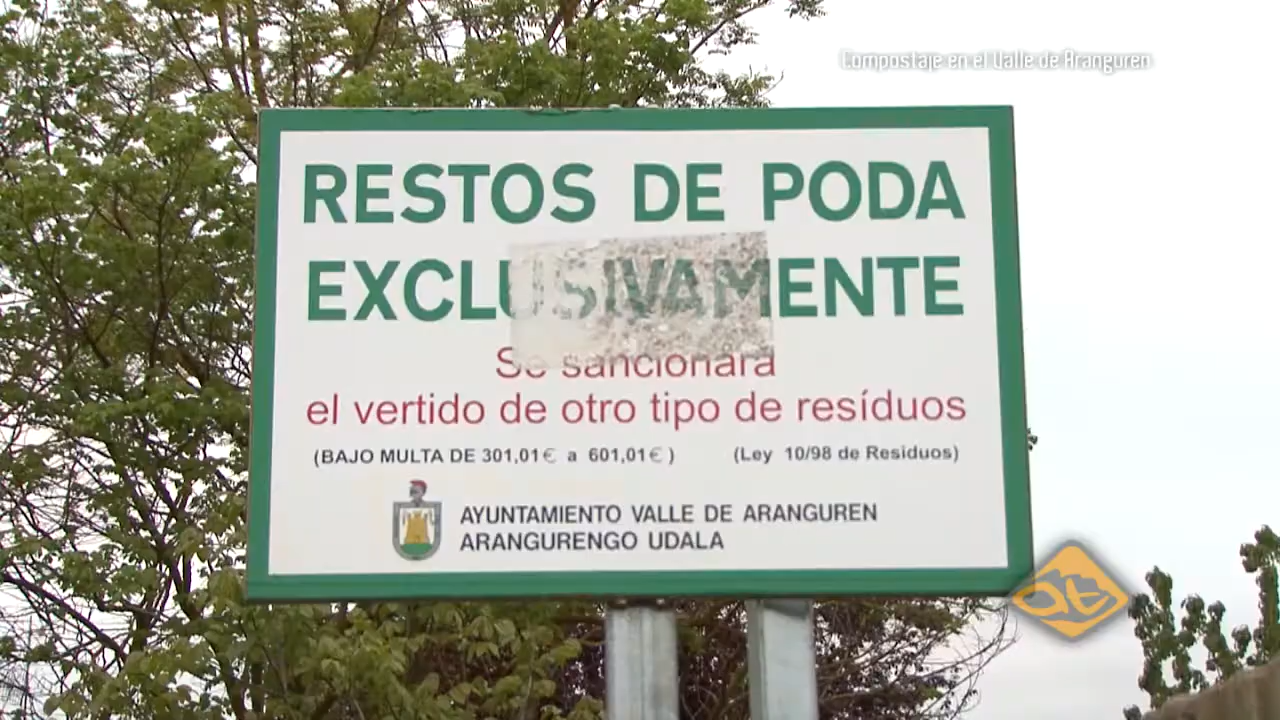 Compostaje en el Valle de Aranguren
RESTOS DE PODA
EXCLUSIVAMENTE
Se sancionará
el vertido de otro tipo de resíduos
(BAJO MULTA DE 301,01€ a 601,01€ ) (Ley 10/98 de Residuos)
AYUNTAMIENTO VALLE DE ARANGUREN
ARANGURENGO UDALA